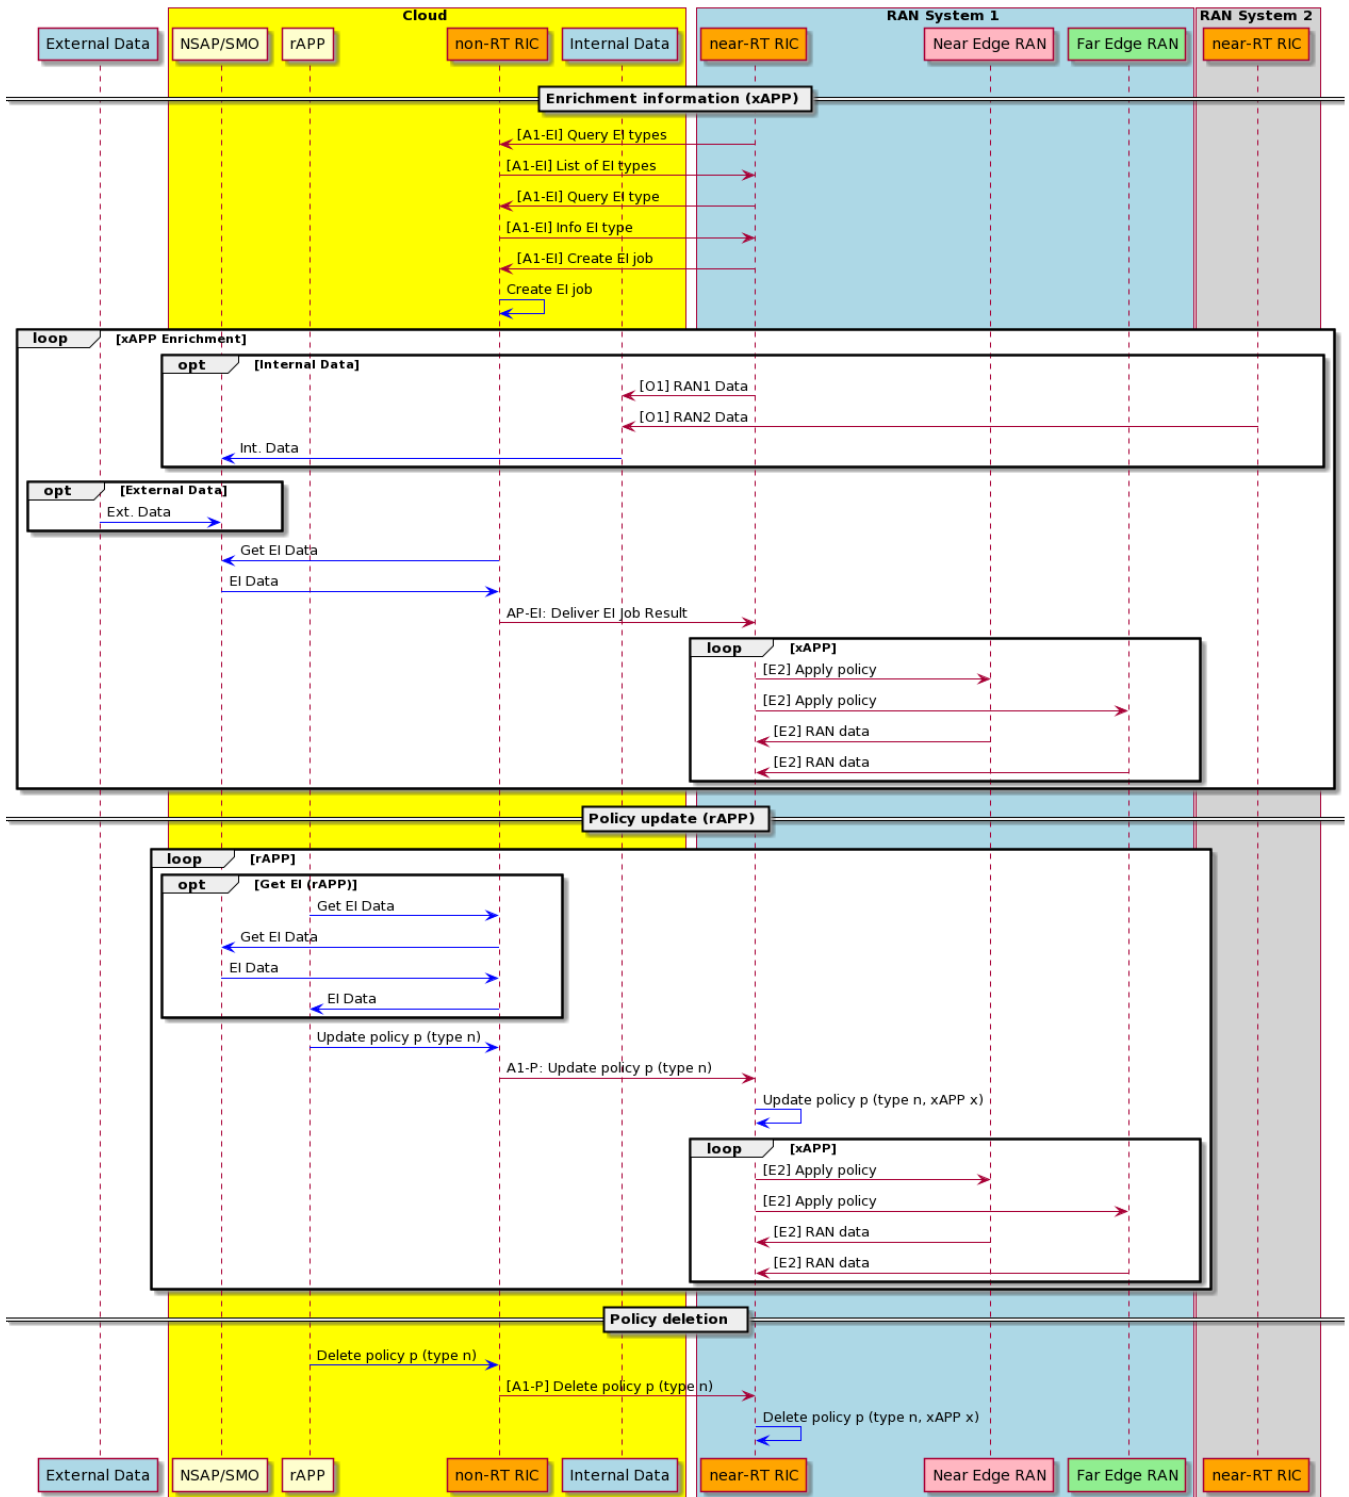 Cloud
RAN System 1
RAN System 2
External Data
NSAP/SMO
rAPP
non-RT RIC
Internal Data
near-RT RIC
Near Edge RAN
Far Edge RAN
near-RT RIC
Enrichment information (xAPP)
[A1-EI] Query EI types
[A1-EI] List of EI types
[A1-EI] Query EI type
[A1-EI] Info EI type
[A1-EI] Create EI job
Create EI job
loop
[xAPP Enrichment]
opt
[Internal Data]
[O1] RAN1 Data
[O1] RAN2 Data
Int. Data
opt
[External Data]
Ext. Data
Get EI Data
EI Data
AP-EI: Deliver EI Job Result
loop
[xAPP]
[E2] Apply policy
[E2] Apply policy
[E2] RAN data
[E2] RAN data
Policy update (rAPP)
loop
[rAPP]
opt
[Get EI (rAPP)]
Get EI Data
Get EI Data
EI Data
EI Data
Update policy p (type n)
A1-P: Update policy p (type n)
Update policy p (type n, xAPP x)
loop
[xAPP]
[E2] Apply policy
[E2] Apply policy
[E2] RAN data
[E2] RAN data
Policy deletion
Delete policy p (type n)
[A1-P] Delete policy p (type n)
Delete policy p (type n, xAPP x)
External Data
NSAP/SMO
rAPP
non-RT RIC
Internal Data
near-RT RIC
Near Edge RAN
Far Edge RAN
near-RT RIC